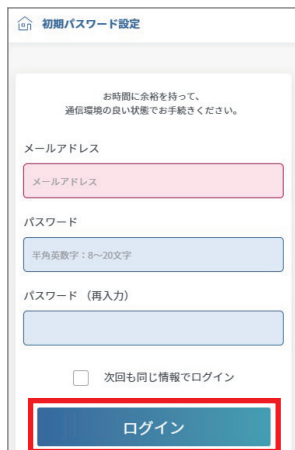 初期パスワード設定
お時間に余裕を持って、
通信環境の良い状態でお手続きください。
メールアドレス
メールアドレス
パスワード
半角英数字：8〜20文字
パスワード （再入力）
次回も同じ情報でログイン
ログイン